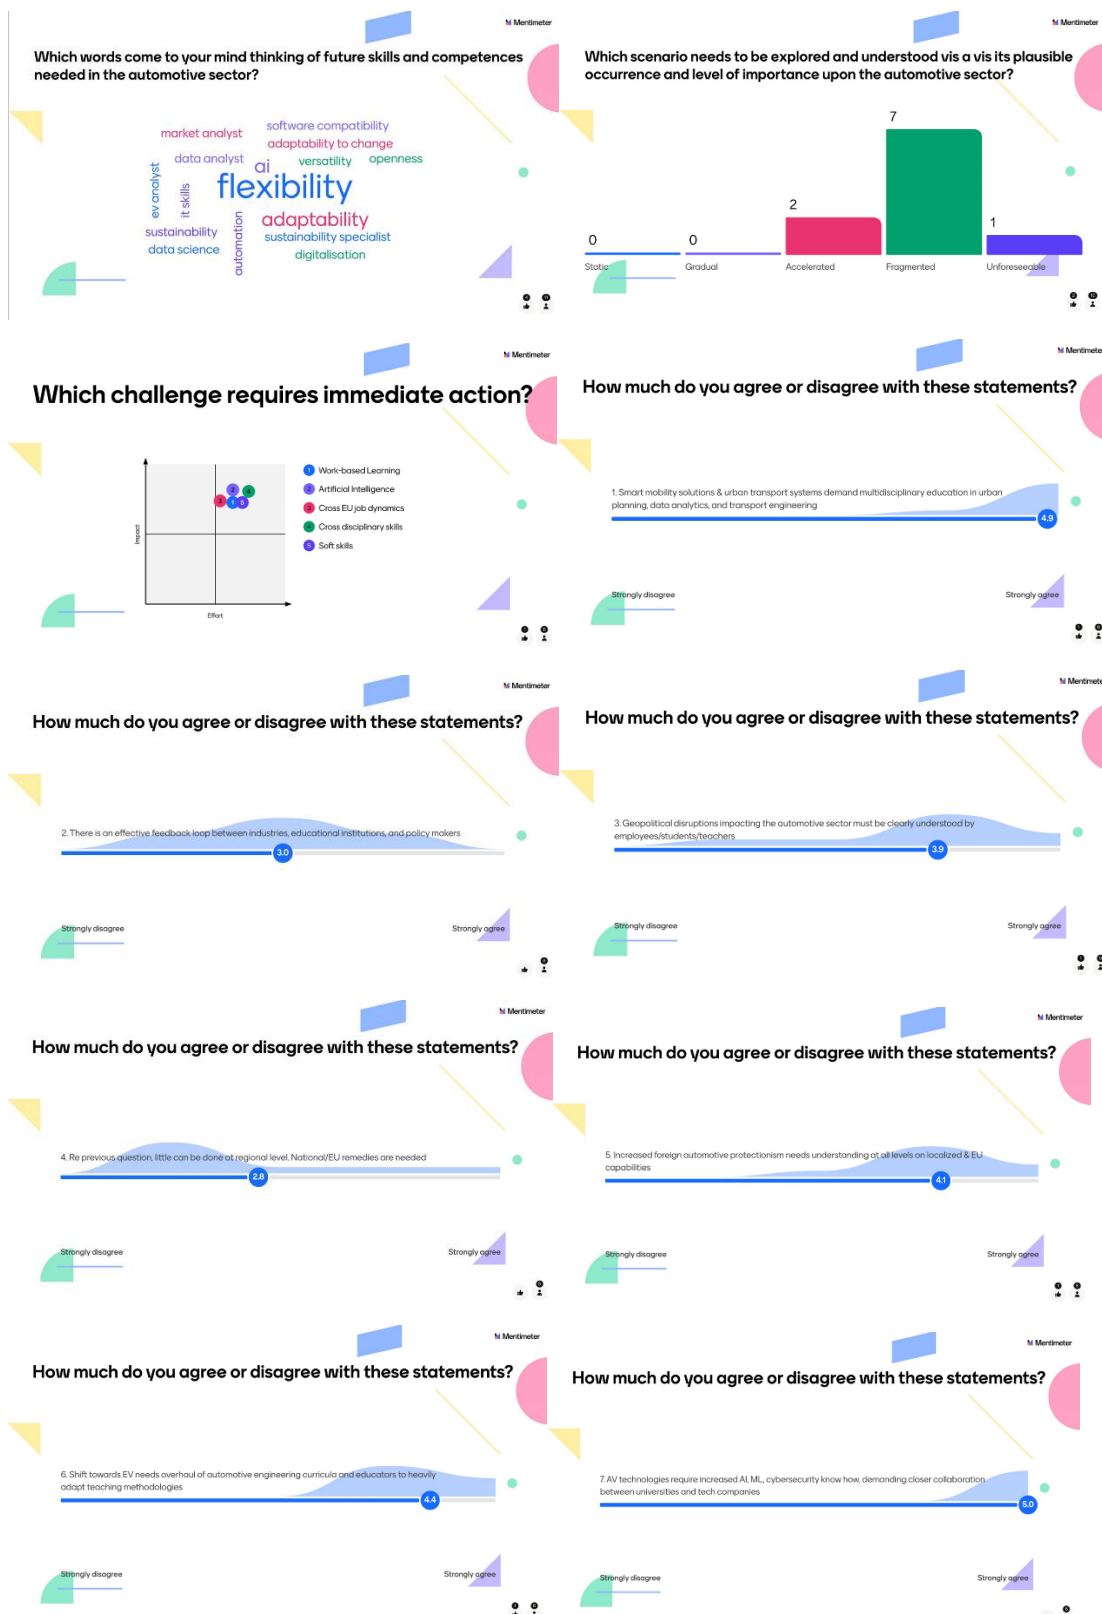 Mentimeter
Which words come to your mind thinking of future skills and competences
needed in the automotive sector?
market analyst
software compatibility
adaptability to change
data analyst
ai
versatility
openness
ev analyst
it skills
flexibility
adaptability
sustainability
automation
sustainability specialist
data science
digitalisation
Mentimeter
Which scenario needs to be explored and understood vis a vis its plausible
occurrence and level of importance upon the automotive sector?
0
0
2
7
1
Static
Gradual
Accelerated
Fragmented
Unforeseeable
Mentimeter
Which challenge requires immediate action?
Impact
Effort
3
2
4
1
5
1 Work-based Learning
2 Artificial Intelligence
3 Cross EU job dynamics
4 Cross disciplinary skills
5 Soft skills
Mentimete
How much do you agree or disagree with these statements?
1. Smart mobility solutions & urban transport systems demand multidisciplinary education in urban
planning, data analytics, and transport engineering
4.9
Strongly disagree
Strongly agree
Mentimeter
How much do you agree or disagree with these statements?
2. There is an effective feedback loop between industries, educational institutions, and policy makers
3.0
Strongly disagree
Strongly agree
Mentimete
How much do you agree or disagree with these statements?
3. Geopolitical disruptions impacting the automotive sector must be clearly understood by
employees/students/teachers
3.9
Strongly disagree
Strongly agree
Mentimeter
How much do you agree or disagree with these statements?
4. Re previous question, little can be done at regional level. National/EU remedies are needed
2.8
Strongly disagree
Strongly agree
Mentimeter
How much do you agree or disagree with these statements?
5. Increased foreign automotive protectionism needs understanding at all levels on localized & EU
capabilities
4.1
Strongly disagree
Strongly agree
Mentimeter
How much do you agree or disagree with these statements?
6. Shift towards EV needs overhaul of automotive engineering curricula and educators to heavily
adapt teaching methodologies
4.4
Strongly disagree
Strongly agree
Mentimeter
How much do you agree or disagree with these statements?
7. AV technologies require increased AI, ML, cybersecurity know how, demanding closer collaboration
between universities and tech companies
5.0
Strongly disagree
Strongly agree